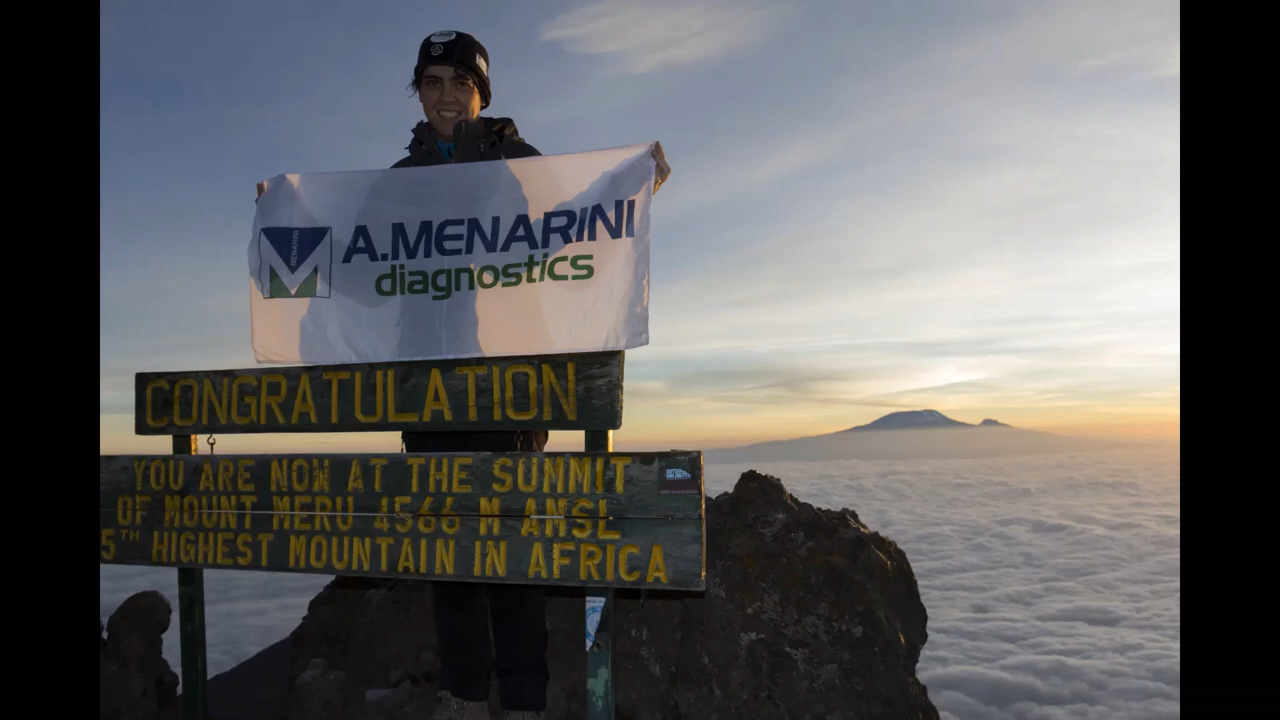 MENARINI
A.MENARINI
diagnostics
CONGRATULATION
YOU ARE NOW AT THE SUMMIT
OF MOUNT MERU 4566 M AMSL
5TH HIGHEST MOUNTAIN IN AFRICA